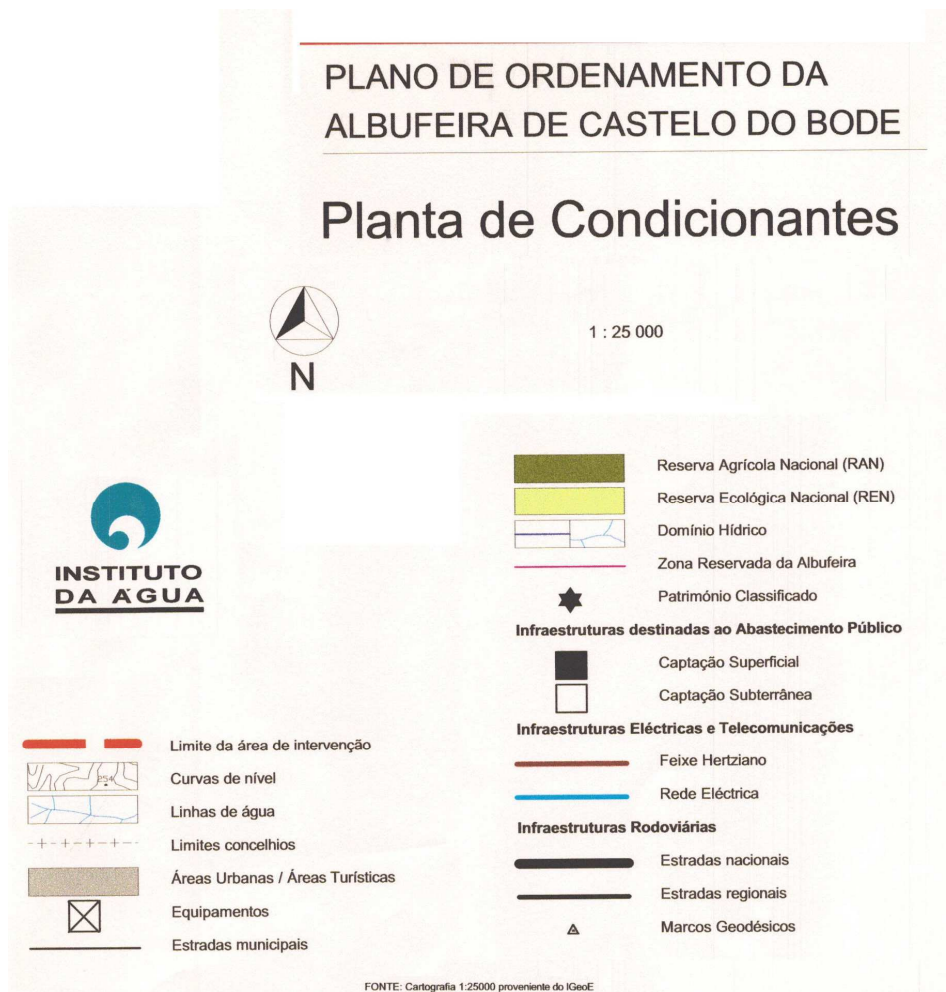 PLANO DE ORDENAMENTO DA
ALBUFEIRA DE CASTELO DO BODE
Planta de Condicionantes
N
1 : 25 000
INSTITUTO
DA ÁGUA
Limite da área de intervenção
254
Curvas de nível
Linhas de água
Limites concelhios
Áreas Urbanas / Áreas Turísticas
Equipamentos
Estradas municipais
Reserva Agrícola Nacional (RAN)
Reserva Ecológica Nacional (REN)
Domínio Hídrico
Zona Reservada da Albufeira
Património Classificado
Infraestruturas destinadas ao Abastecimento Público
Captação Superficial
Captação Subterrânea
Infraestruturas Eléctricas e Telecomunicações
Feixe Hertziano
Rede Eléctrica
Infraestruturas Rodoviárias
Estradas nacionais
Estradas regionais
Marcos Geodésicos
FONTE: Cartografia 1:25000 proveniente do IGeoE